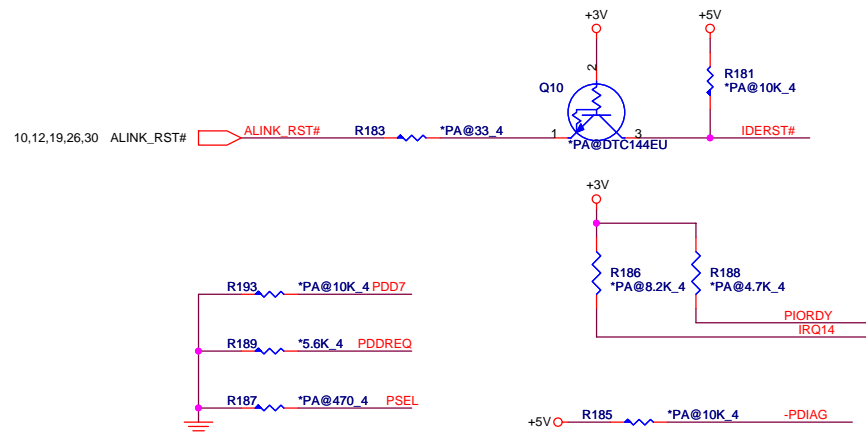 +3V
+5V
2
Q10
R181
*PA@10K_4
10,12,19,26,30 ALINK_RST#
ALINK_RST#
R183
*PA@33_4
1
3
IDERST#
*PA@DTC144EU
+3V
R186
*PA@8.2K_4
R188
*PA@4.7K_4
R193
*PA@10K_4
PDD7
PIORDY
IRQ14
R189
*5.6K_4
PDDREQ
R187
*PA@470_4
PSEL
+5V
R185
*PA@10K_4
-PDIAG